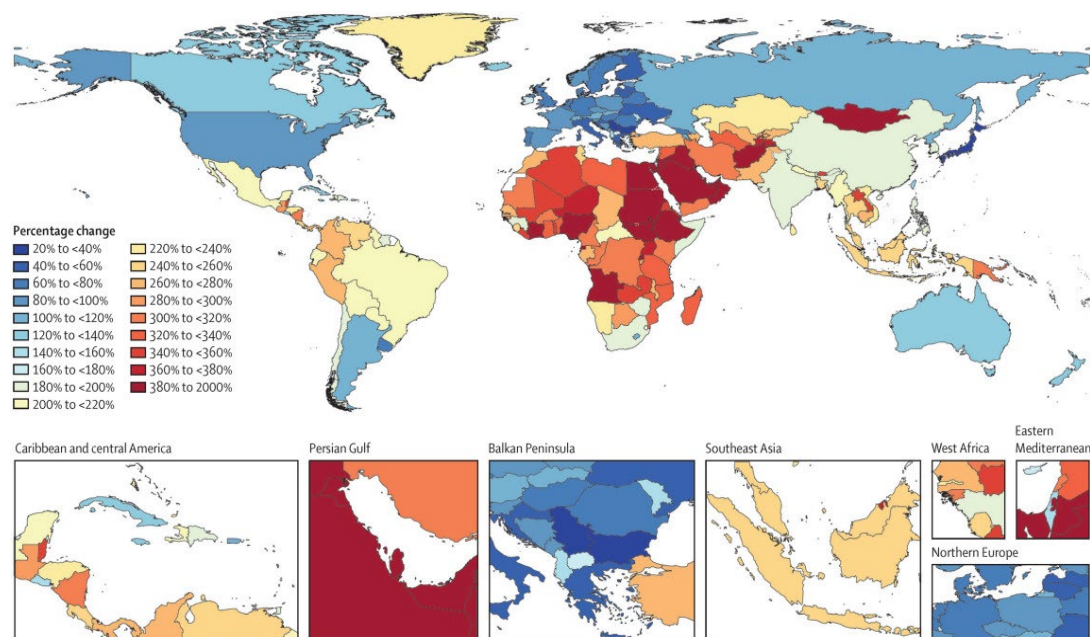 Percentage change
20% to <40%
40% to <60%
60% to <80%
80% to <100%
100% to <120%
120% to <140%
140% to <160%
160% to <180%
180% to <200%
200% to <220%
220% to <240%
240% to <260%
260% to <280%
280% to <300%
300% to <320%
320% to <340%
340% to <360%
360% to <380%
380% to 2000%
Caribbean and central America
Persian Gulf
Balkan Peninsula
Southeast Asia
West Africa
Eastern
Mediterranean
Northern Europe